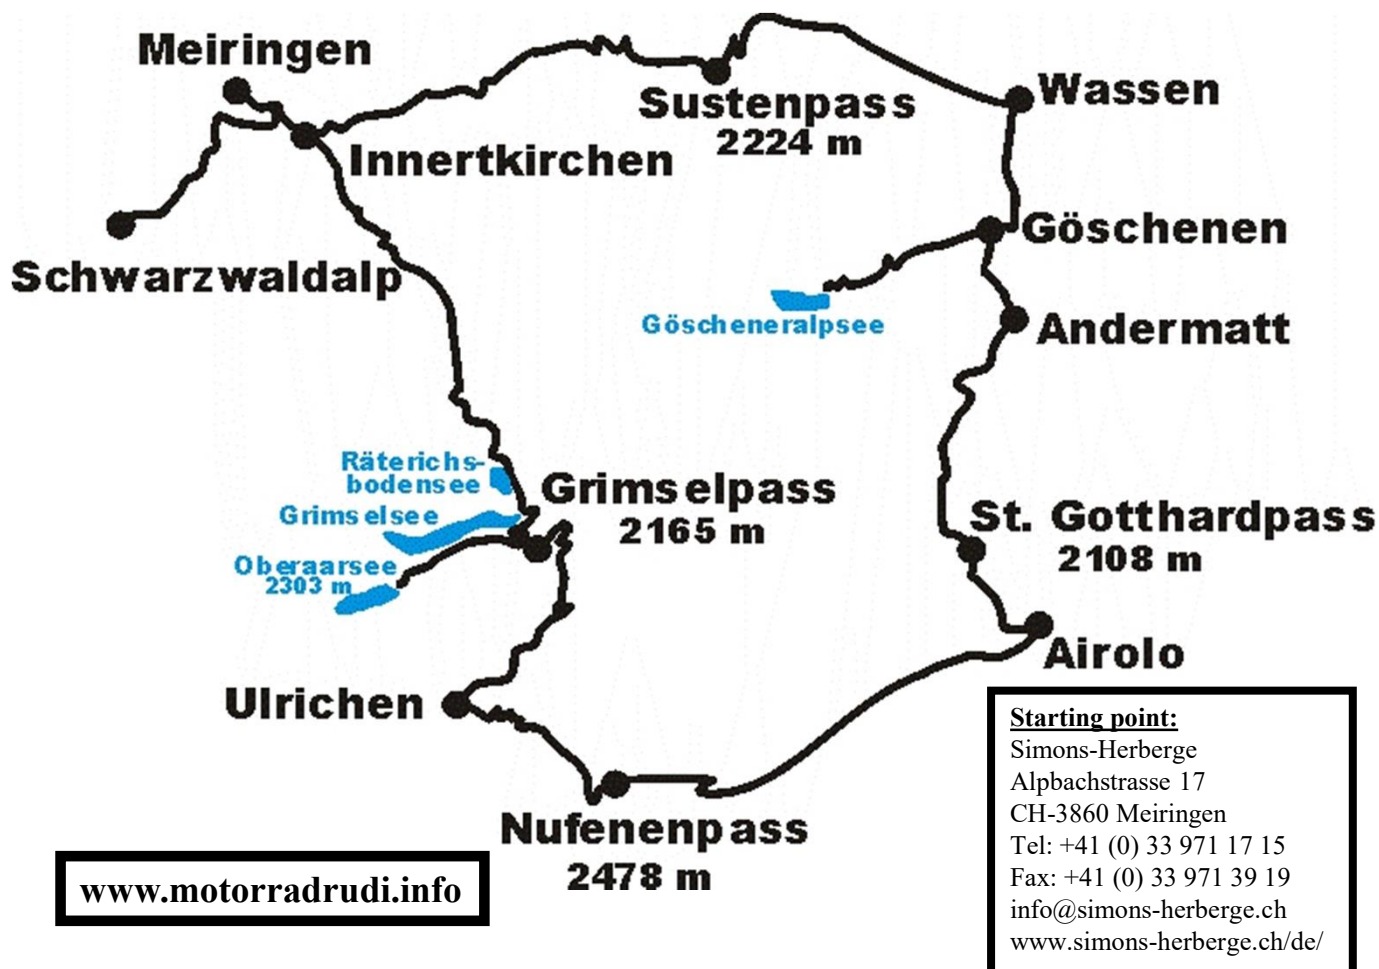 Meiringen
Sustenpass
2224 m
Wassen
Innertkirchen
Göschenen
Schwarzwaldalp
Göscheneralpsee
Andermatt
Räterichs-
bodensee
Grimselpass
2165 m
Grimselsee
St. Gotthardpass
2108 m
Oberaarsee
2303 m
Airolo
Ulrichen
Nufenenpass
2478 m
www.motorradrudi.info
Starting point:
Simons-Herberge
Alpbachstrasse 17
CH-3860 Meiringen
Tel: +41 (0) 33 971 17 15
Fax: +41 (0) 33 971 39 19
info@simons-herberge.ch
www.simons-herberge.ch/de/